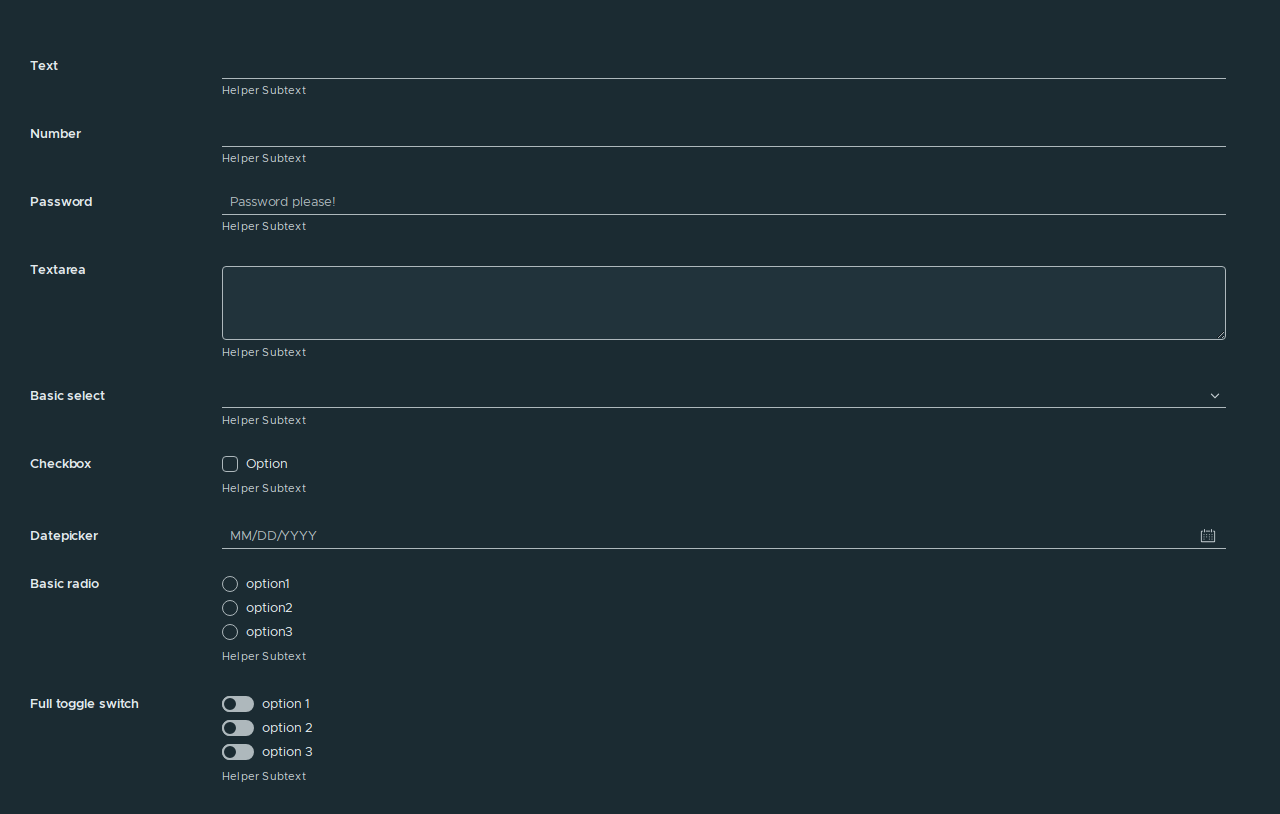 Text
Helper Subtext
Number
Helper Subtext
Password
Password please!
Helper Subtext
Textarea
Helper Subtext
Basic select
Helper Subtext
Checkbox
Option
Helper Subtext
Datepicker
MM/DD/YYYY
Basic radio
option1
option2
option3
Helper Subtext
Full toggle switch
option 1
option 2
option 3
Helper Subtext